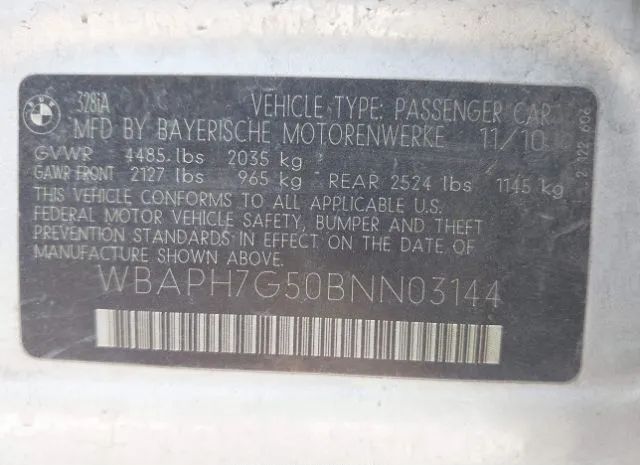 BMW
328iA
VEHICLE TYPE: PASSENGER CAR
MFD BY BAYERISCHE MOTORENWERKE 11/10
GVWR 4485 lbs 2035 kg
GAWR FRONT 2127 lbs 965 kg REAR 2524 lbs 1145 kg
THIS VEHICLE CONFORMS TO ALL APPLICABLE U.S.
FEDERAL MOTOR VEHICLE SAFETY, BUMPER AND THEFT
PREVENTION STANDARDS IN EFFECT ON THE DATE OF
MANUFACTURE SHOWN ABOVE.
WBAPH7G50BNN03144